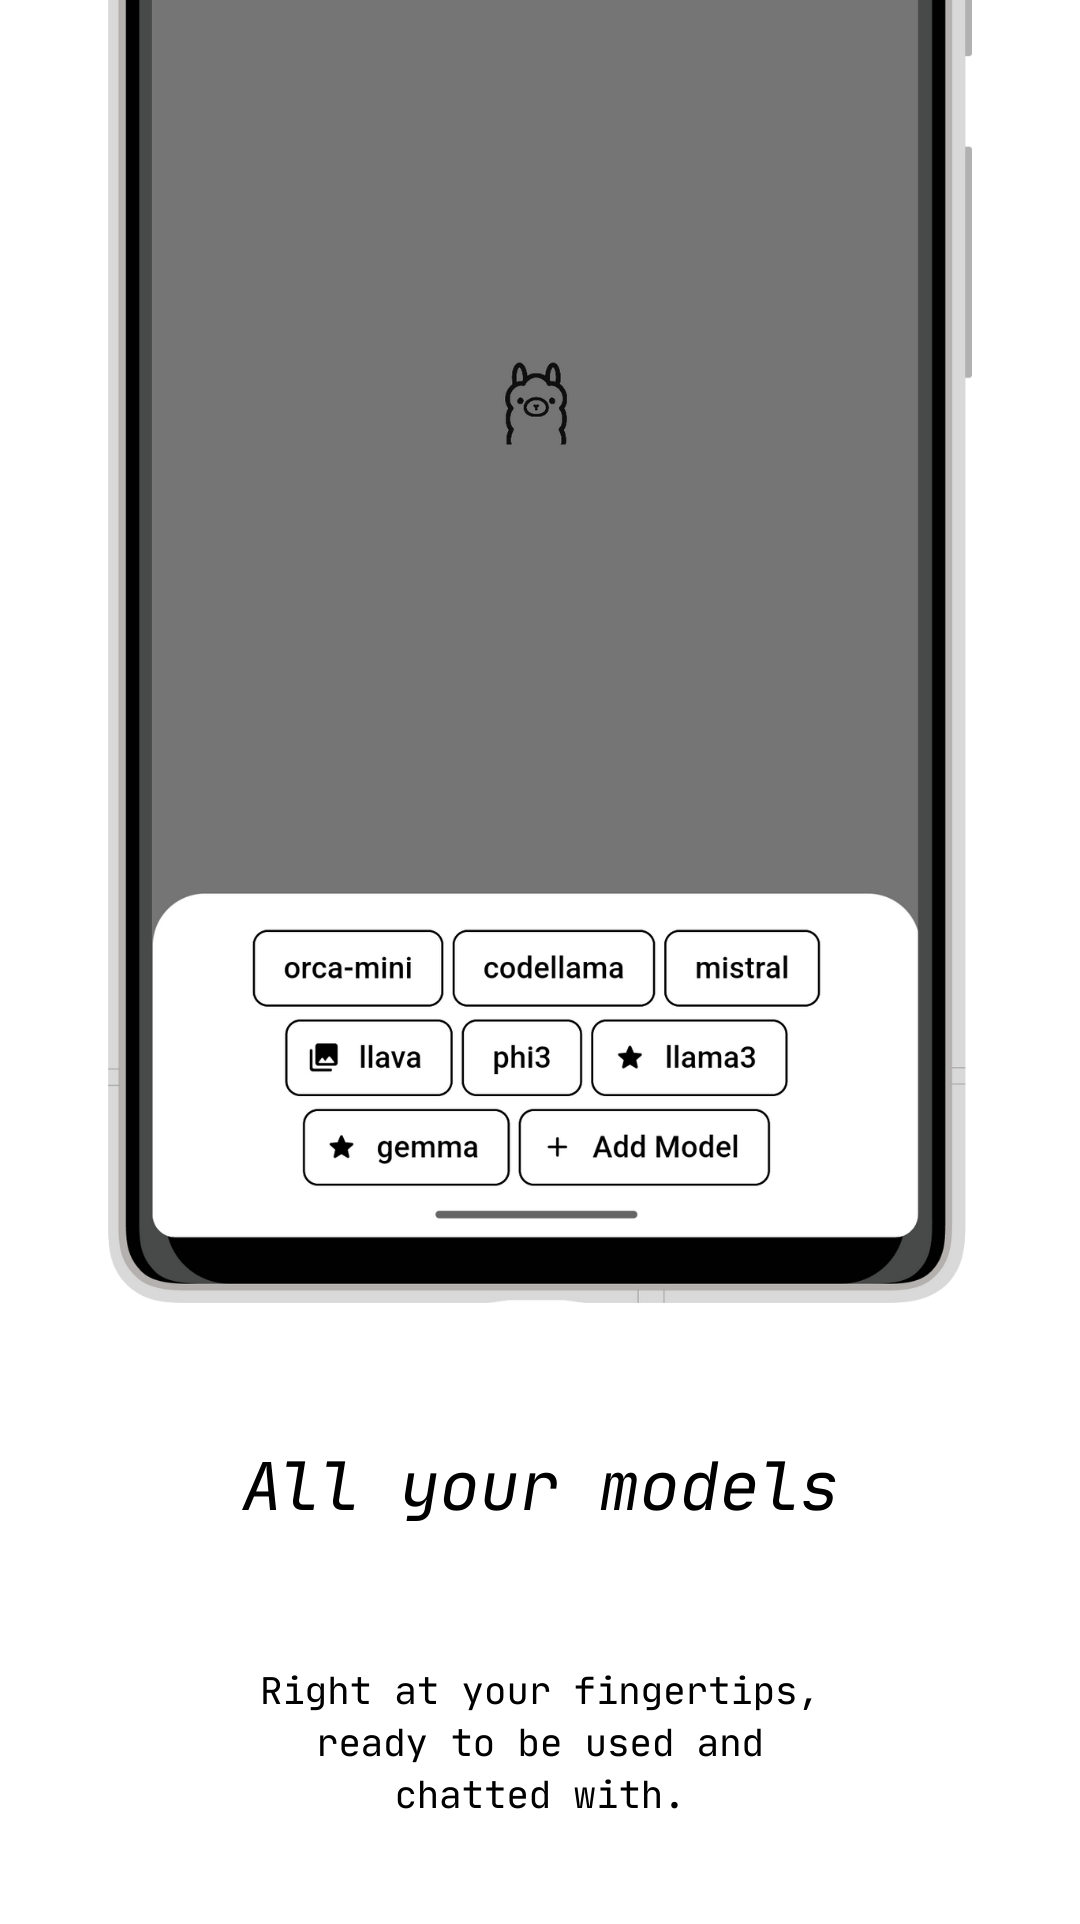 orca-mini codellama mistral
llava phi3 llama3
gemma Add Model
All your models
Right at your fingertips,
ready to be used and
chatted with.